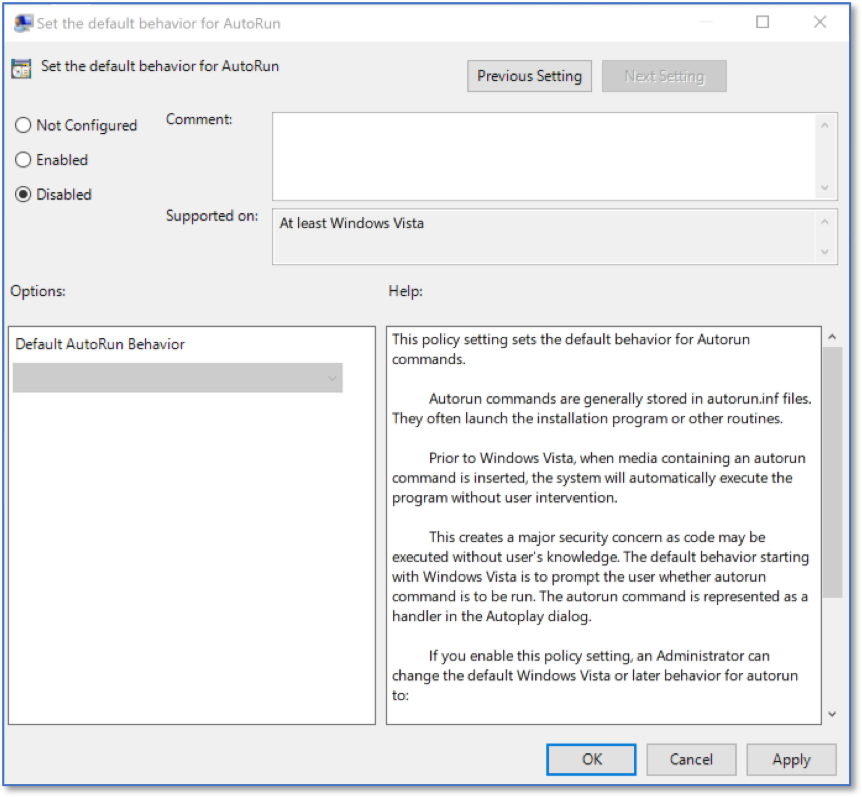 Set the default behavior for AutoRun
Set the default behavior for AutoRun
Previous Setting
Next Setting
Not Configured
Enabled
Disabled
Comment:
Supported on:
At least Windows Vista
Options:
Help:
Default AutoRun Behavior
This policy setting sets the default behavior for Autorun
commands.
Autorun commands are generally stored in autorun.inf files.
They often launch the installation program or other routines.
Prior to Windows Vista, when media containing an autorun
command is inserted, the system will automatically execute the
program without user intervention.
This creates a major security concern as code may be
executed without user's knowledge. The default behavior starting
with Windows Vista is to prompt the user whether autorun
command is to be run. The autorun command is represented as a
handler in the Autoplay dialog.
If you enable this policy setting, an Administrator can
change the default Windows Vista or later behavior for autorun
to:
OK
Cancel
Apply